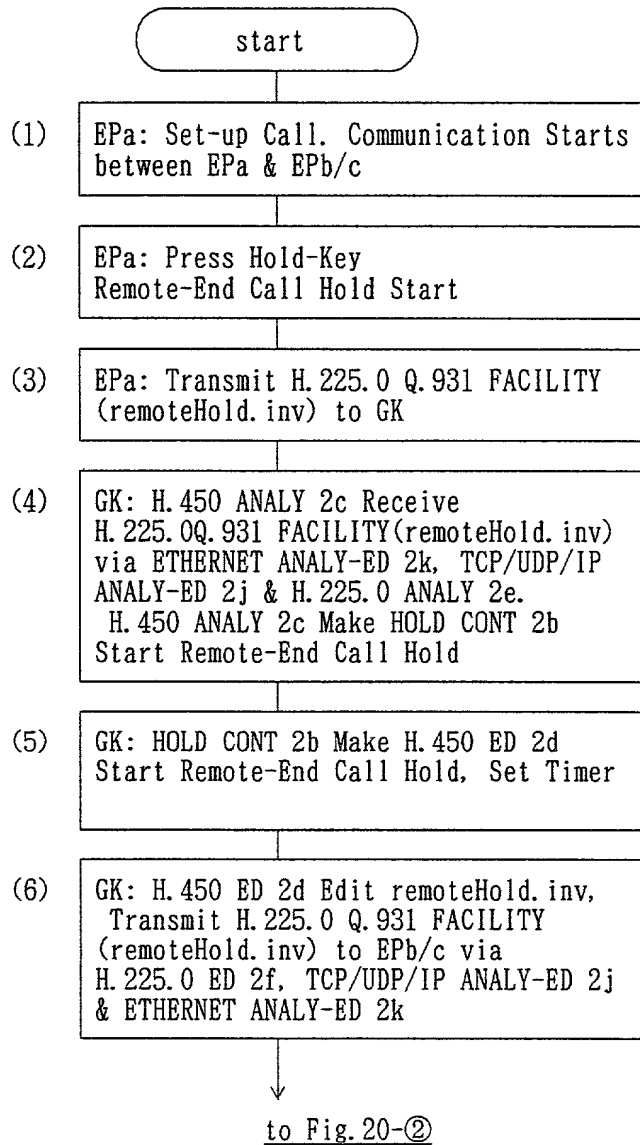 start
(1) EPa: Set-up Call. Communication Starts
between EPa & EPb/c
(2) EPa: Press Hold-Key
Remote-End Call Hold Start
(3) EPa: Transmit H.225.0 Q.931 FACILITY
(remoteHold.inv) to GK
(4) GK: H.450 ANALY 2c Receive
H.225.0Q.931 FACILITY(remoteHold.inv)
via ETHERNET ANALY-ED 2k, TCP/UDP/IP
ANALY-ED 2j & H.225.0 ANALY 2e.
H.450 ANALY 2c Make HOLD CONT 2b
Start Remote-End Call Hold
(5) GK: HOLD CONT 2b Make H.450 ED 2d
Start Remote-End Call Hold, Set Timer
(6) GK: H.450 ED 2d Edit remoteHold.inv,
Transmit H.225.0 Q.931 FACILITY
(remoteHold.inv) to EPb/c via
H.225.0 ED 2f, TCP/UDP/IP ANALY-ED 2j
& ETHERNET ANALY-ED 2k
to Fig.20-②